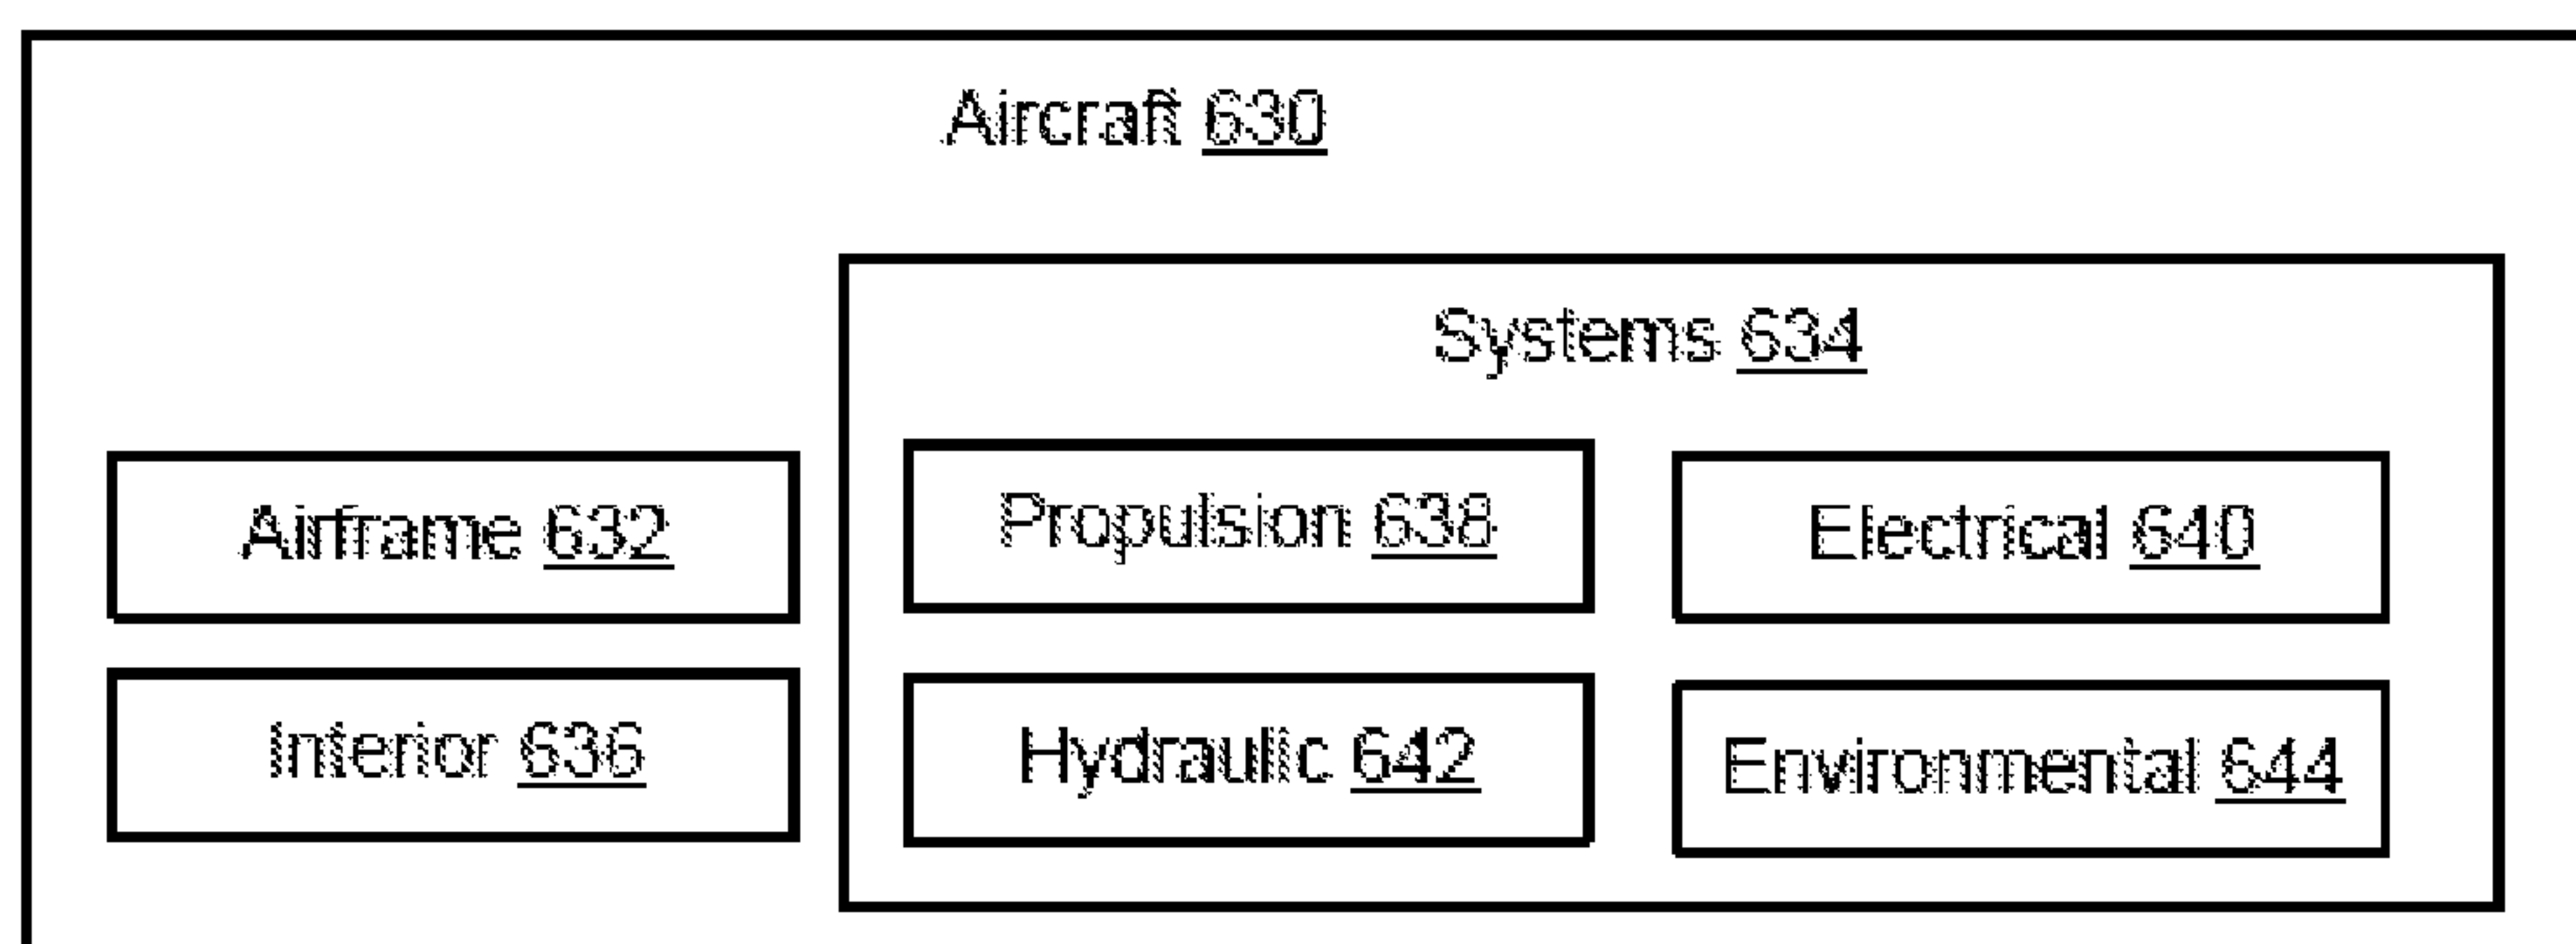 Aircraft 630
Systems 634
Airframe 632
Propulsion 638
Electrical 640
Interior 636
Hydraulic 642
Environmental 644